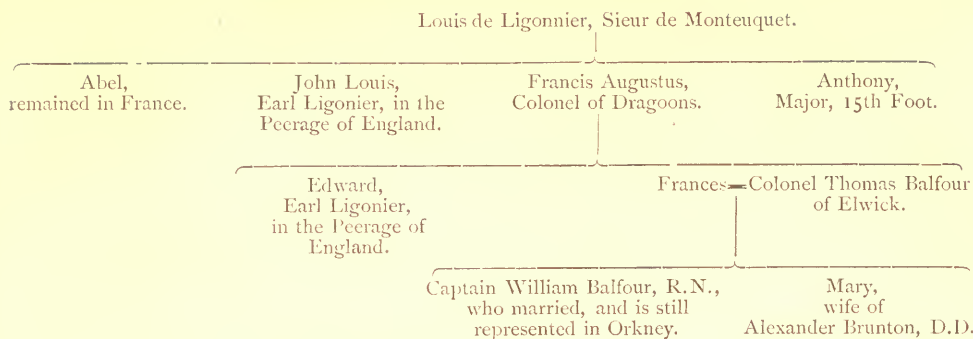 Louis de Ligonnier, Sieur de Monteuquet.
Abel,
remained in France.
John Louis,
Earl Ligonier, in the
Peerage of England.
Francis Augustus,
Colonel of Dragoons.
Anthony,
Major, 15th Foot.
Edward,
Earl Ligonier,
in the Peerage of
England.
Frances=Colonel Thomas Balfour
of Elwick.
Captain William Balfour, R.N.,
who married, and is still
represented in Orkney.
Mary,
wife of
Alexander Brunton, D.D.